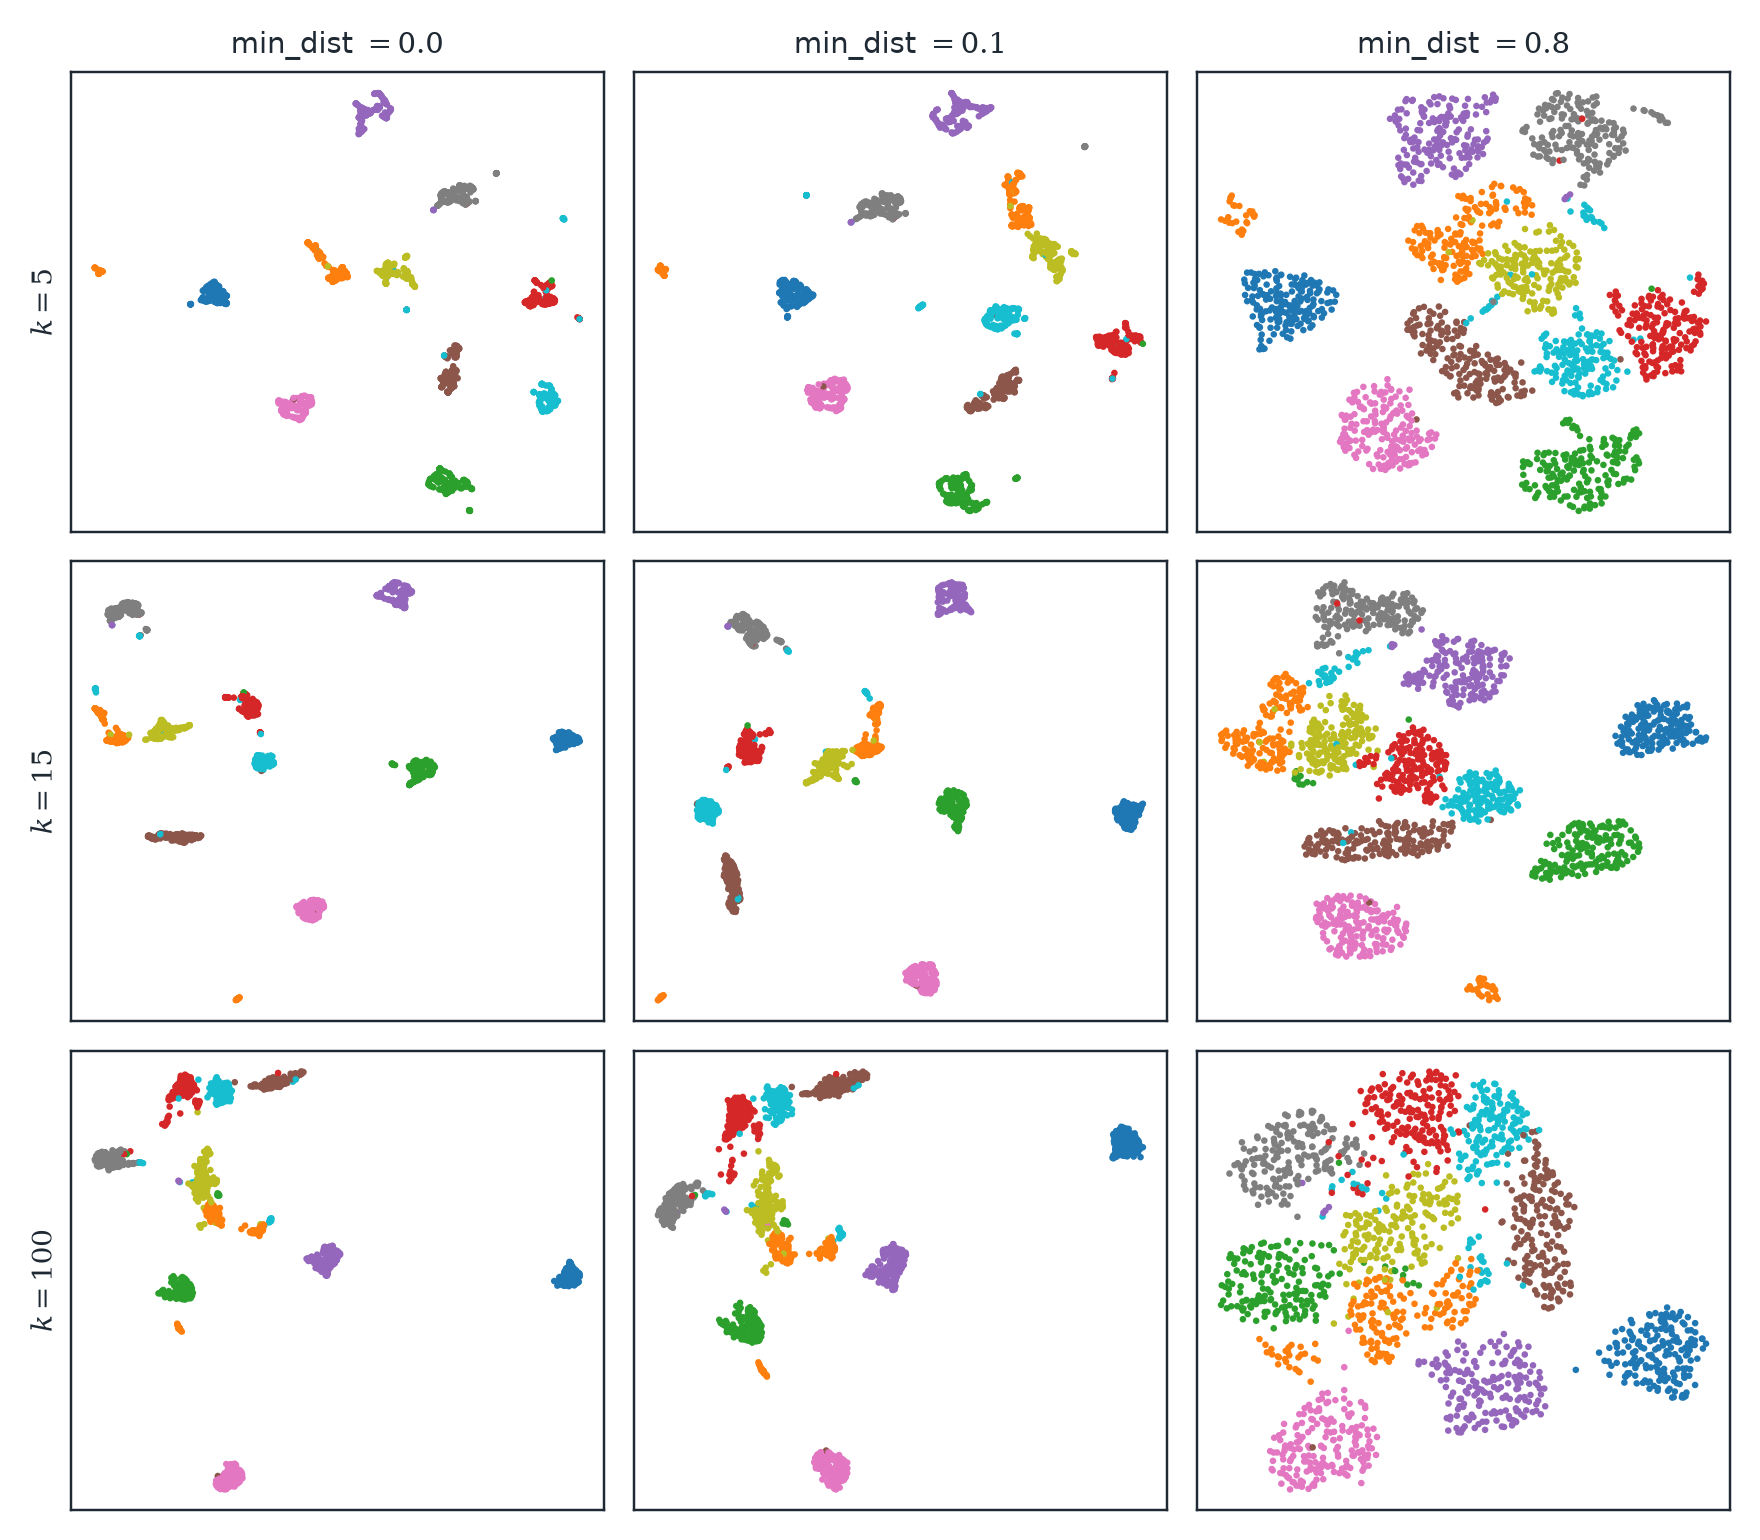 min_dist = 0.0
min_dist = 0.1
min_dist = 0.8
k = 5
k = 15
k = 100